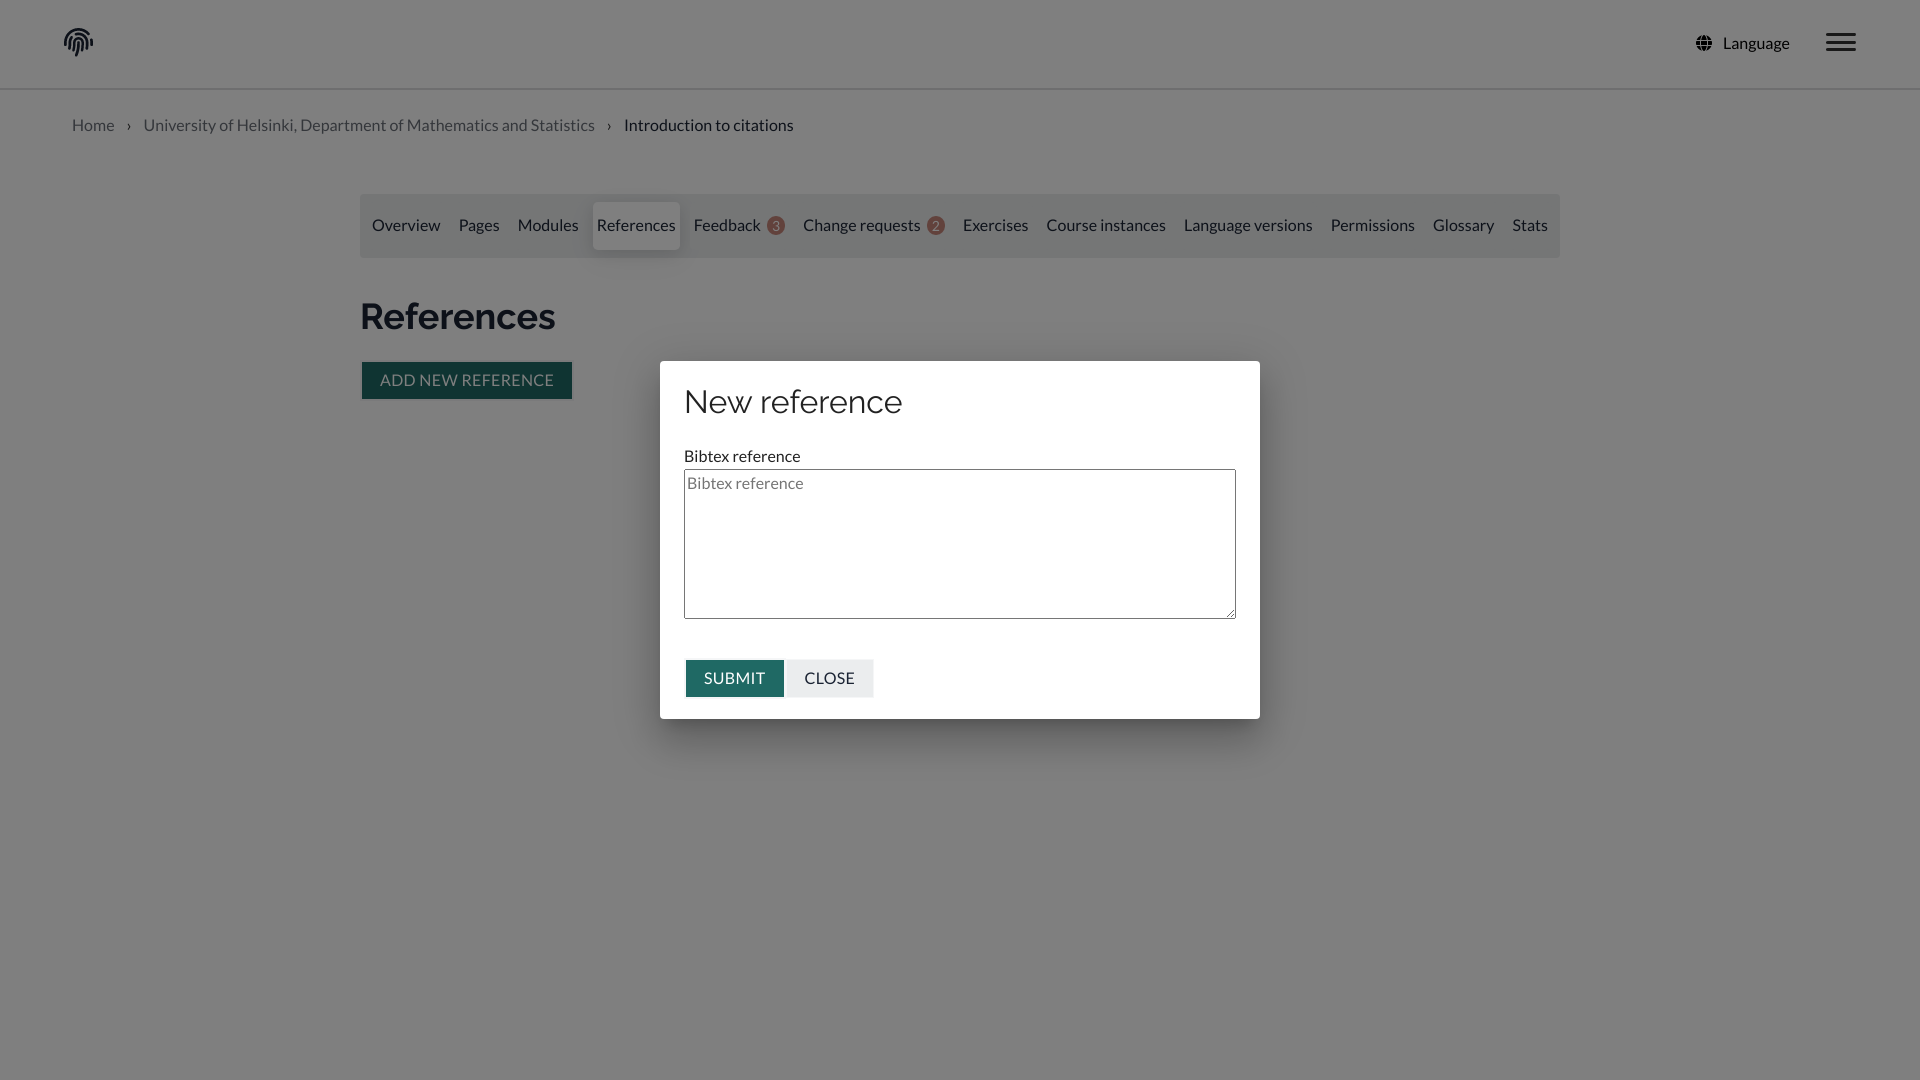 Language
Home › University of Helsinki, Department of Mathematics and Statistics › Introduction to citations
Overview Pages Modules References Feedback 3 Change requests 2 Exercises Course instances Language versions Permissions Glossary Stats
References
ADD NEW REFERENCE
New reference
Bibtex reference
Bibtex reference
SUBMIT CLOSE